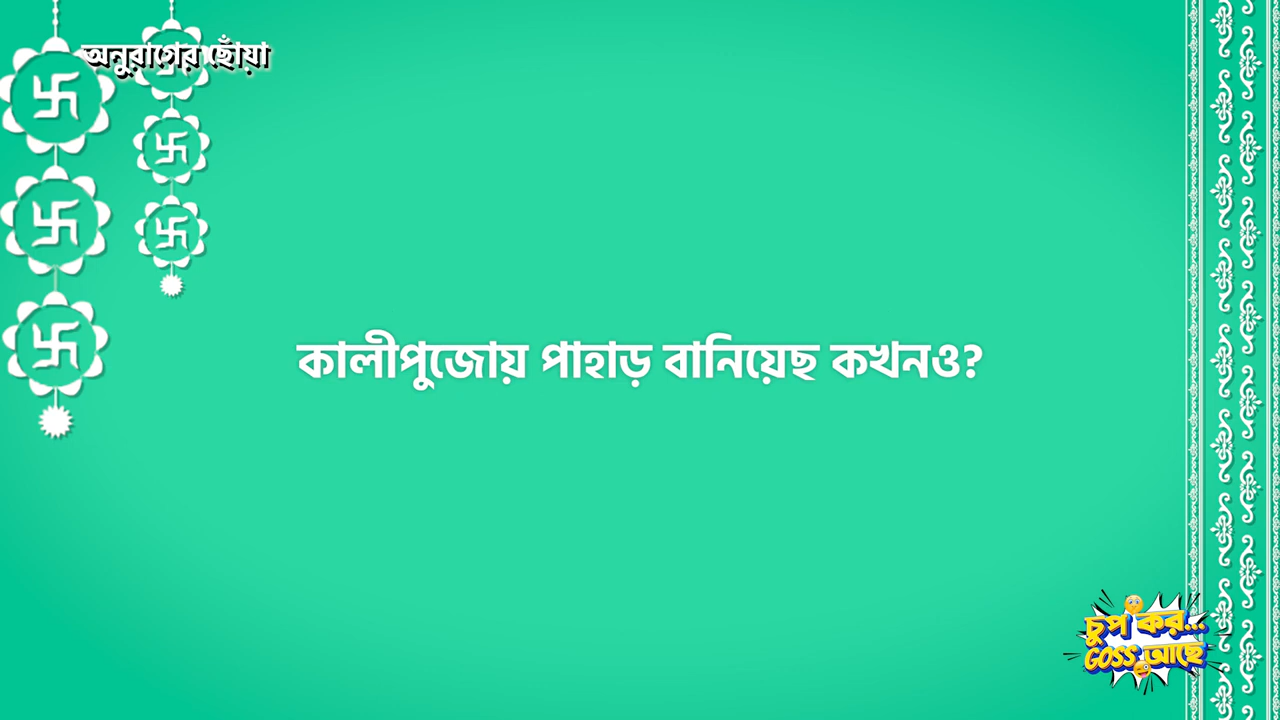 অনুরাগের ছোঁয়া
কালীপুজোয় পাহাড় বানিয়েছ কখনও?
চুপ কর...
GOSS আছে